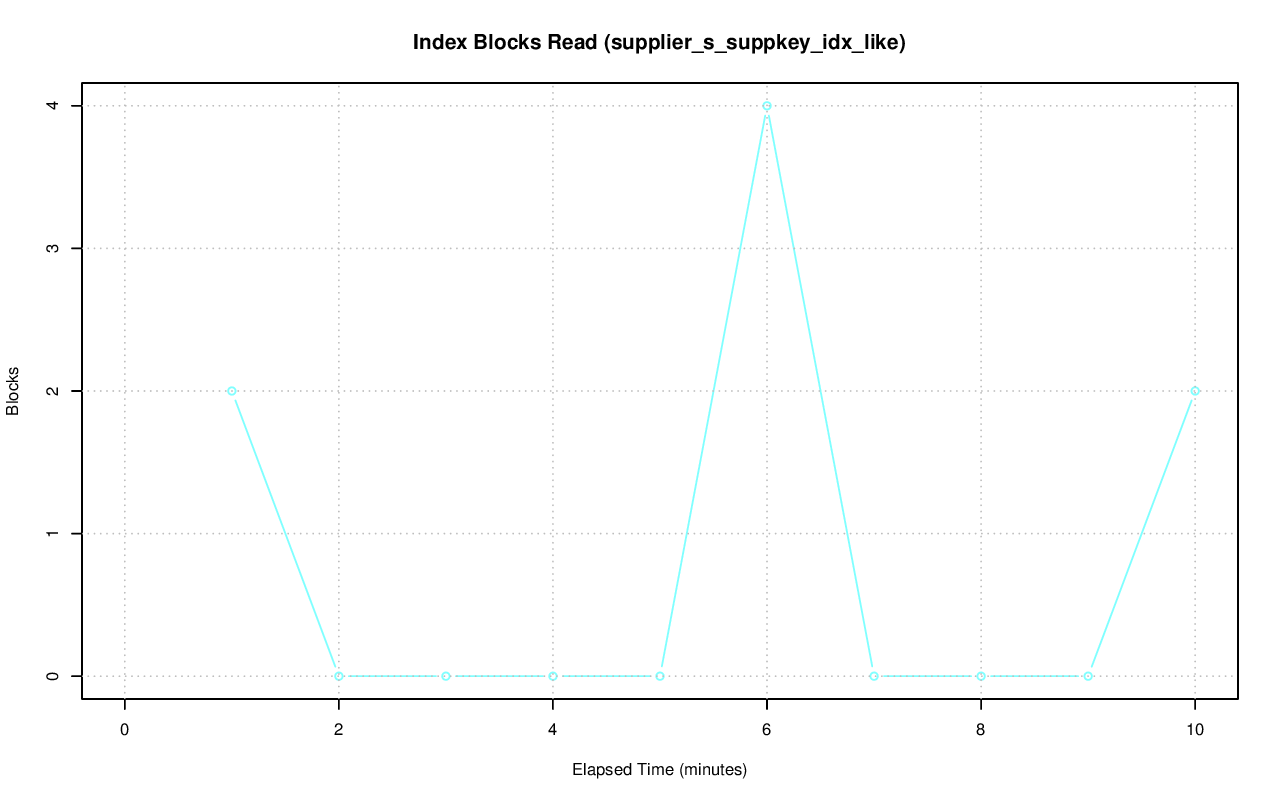 Index Blocks Read (supplier_s_suppkey_idx_like)
4
3
2
1
0
Blocks
0 2 4 6 8 10
Elapsed Time (minutes)